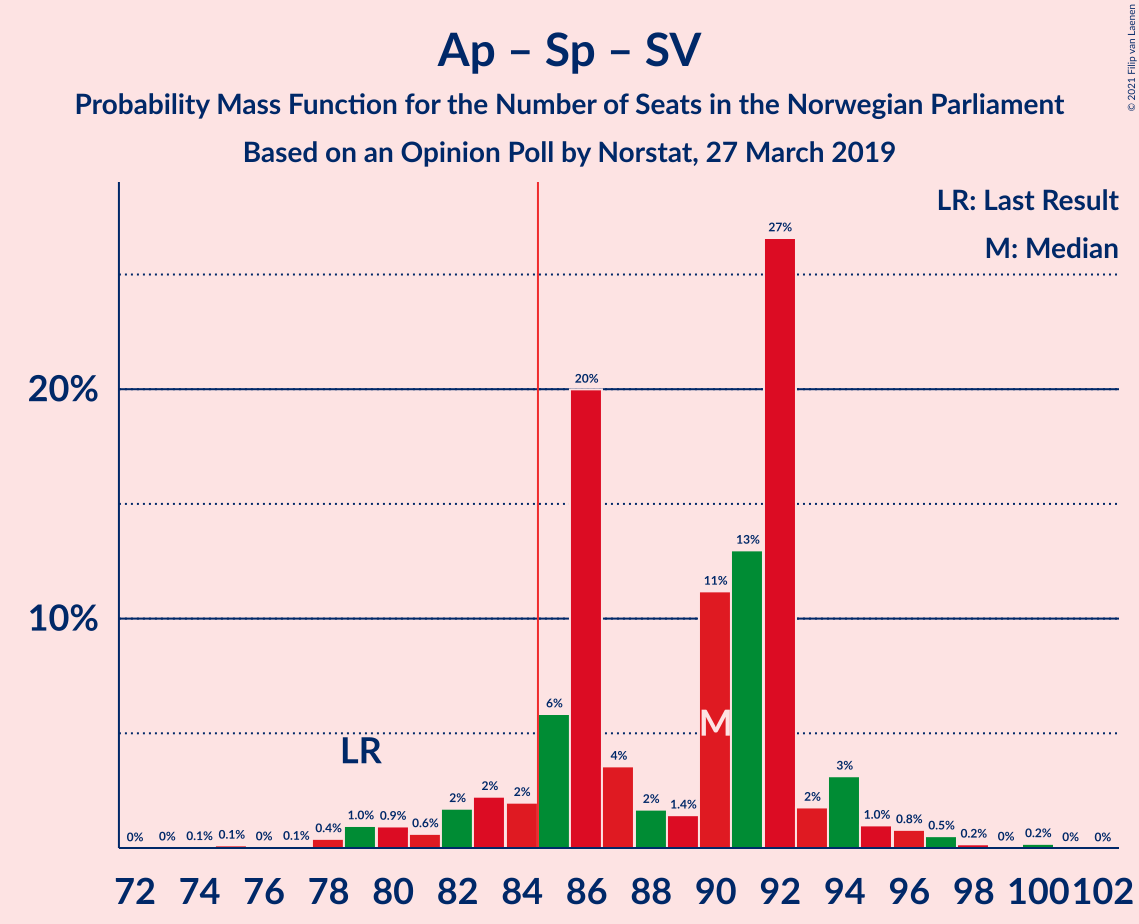 Ap – Sp – SV
Probability Mass Function for the Number of Seats in the Norwegian Parliament
Based on an Opinion Poll by Norstat, 27 March 2019
© 2021 Filip van Laenen
LR: Last Result
M: Median
20%
10%
0% 0% 0.1% 0.1% 0% 0.1% 0.4% 1.0% 0.9% 0.6% 2% 2% 2% 6% 20% 4% 2% 1.4% 11% 13% 27% 2% 3% 1.0% 0.8% 0.5% 0.2% 0% 0.2% 0% 0%
LR
M
72 74 76 78 80 82 84 86 88 90 92 94 96 98 100 102